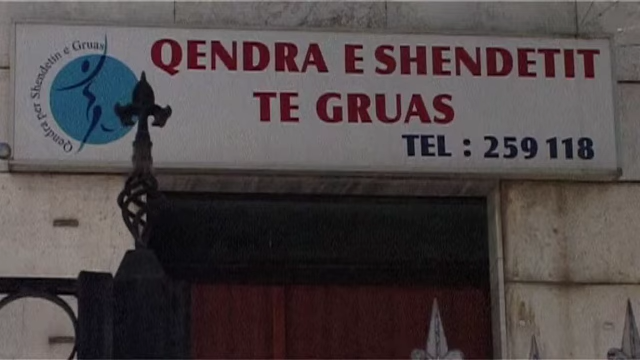 Qendra per Shendetin e Gruas
QENDRA E SHENDETIT
TE GRUAS
TEL : 259 118